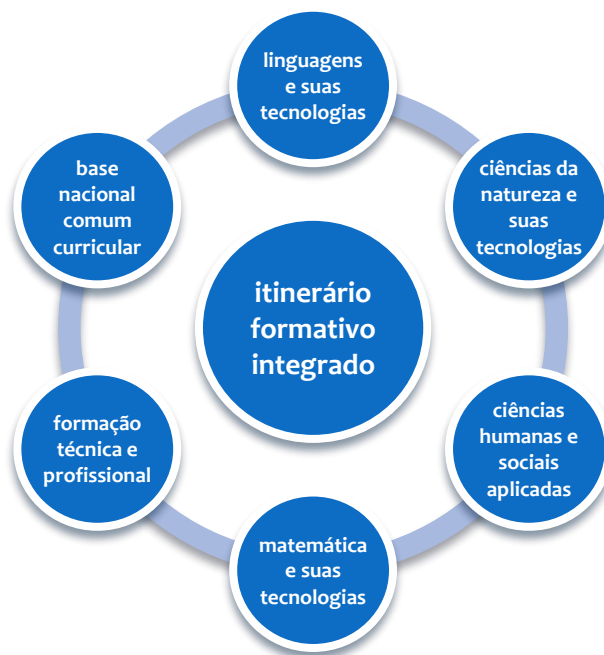 linguagens
e suas
tecnologias
ciências da
natureza e
suas
tecnologias
ciências
humanas e
sociais
aplicadas
matemática
e suas
tecnologias
formação
técnica e
profissional
base
nacional
comum
curricular
itinerário
formativo
integrado